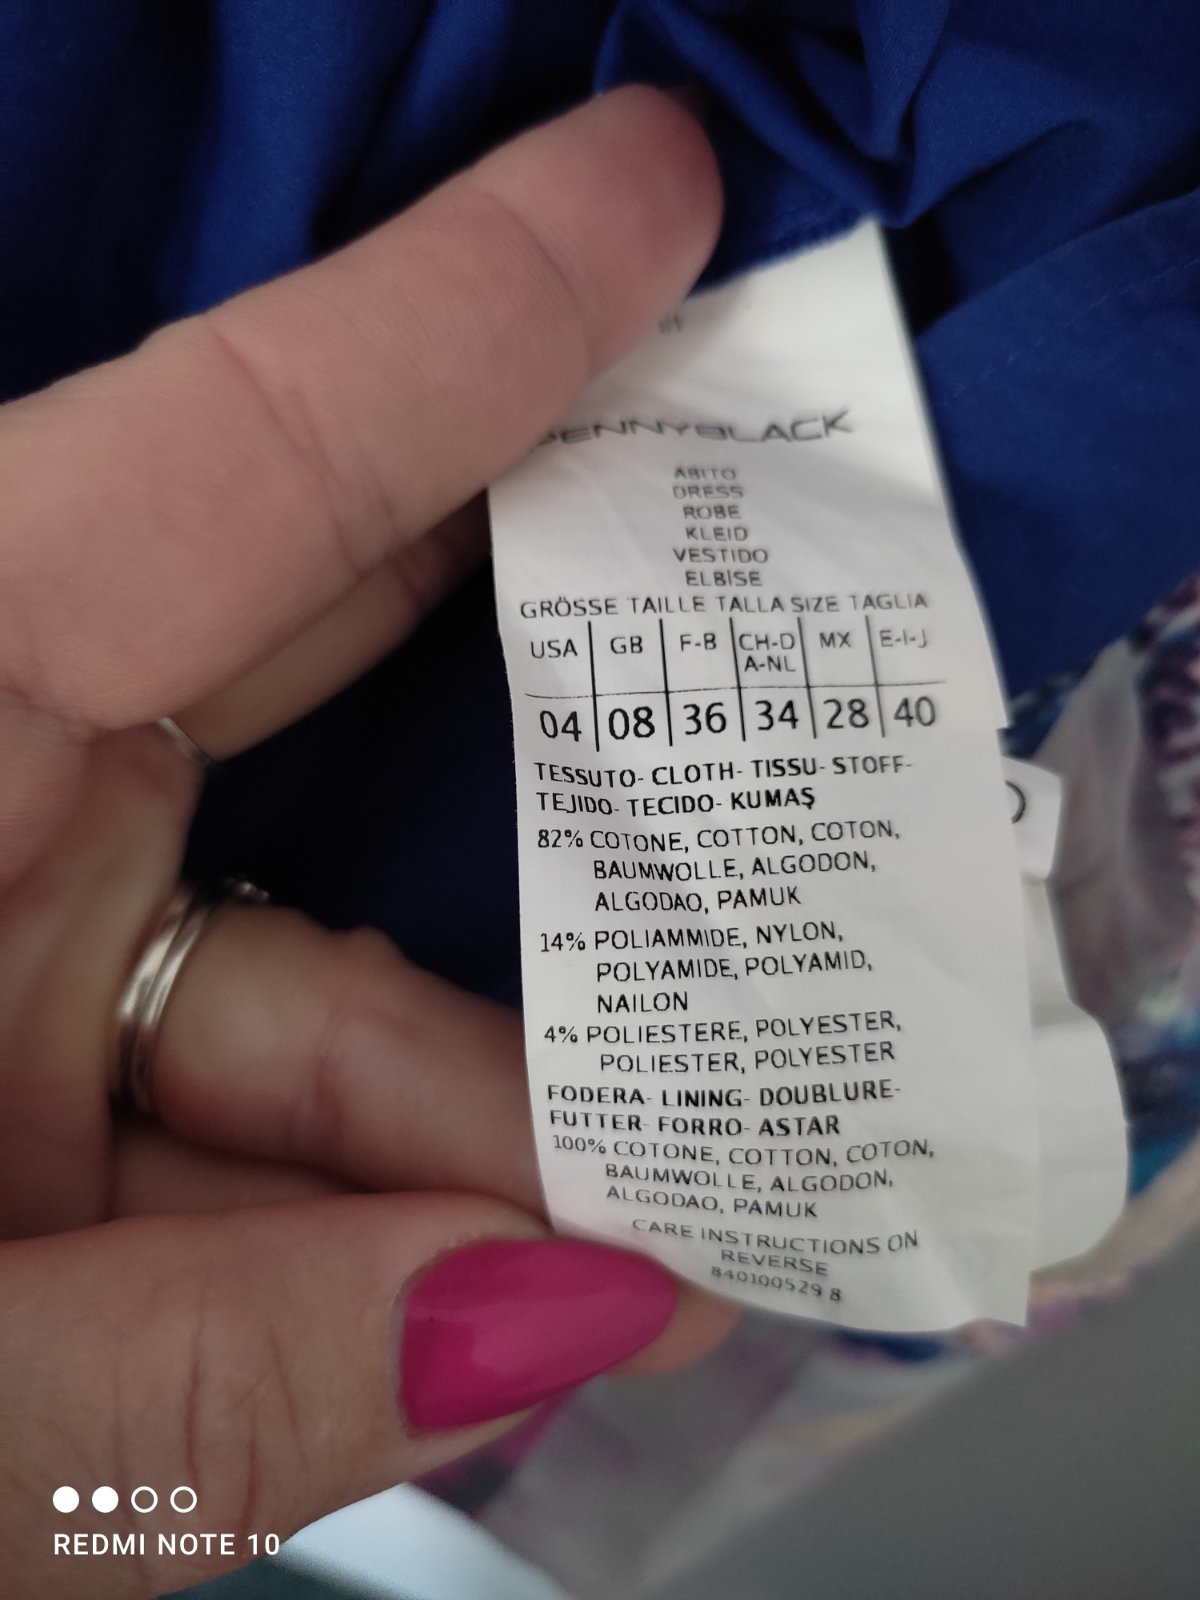 PENNYBLACK
ABITO
DRESS
ROBE
KLEID
VESTIDO
ELBİSE
GRÖSSE TAILLE TALLA SIZE TAGLIA
USA GB F-B CH-D A-NL MX E-I-J
04 08 36 34 28 40
TESSUTO- CLOTH- TISSU- STOFF-
TEJIDO- TECIDO- KUMAŞ
82% COTONE, COTTON, COTON,
BAUMWOLLE, ALGODON,
ALGODAO, PAMUK
14% POLIAMMIDE, NYLON,
POLYAMIDE, POLYAMID,
NAILON
4% POLIESTERE, POLYESTER,
POLIESTER, POLYESTER
FODERA- LINING- DOUBLURE-
FUTTER- FORRO- ASTAR
100% COTONE, COTTON, COTON,
BAUMWOLLE, ALGODON,
ALGODAO, PAMUK
CARE INSTRUCTIONS ON
REVERSE
840100529 8
REDMI NOTE 10